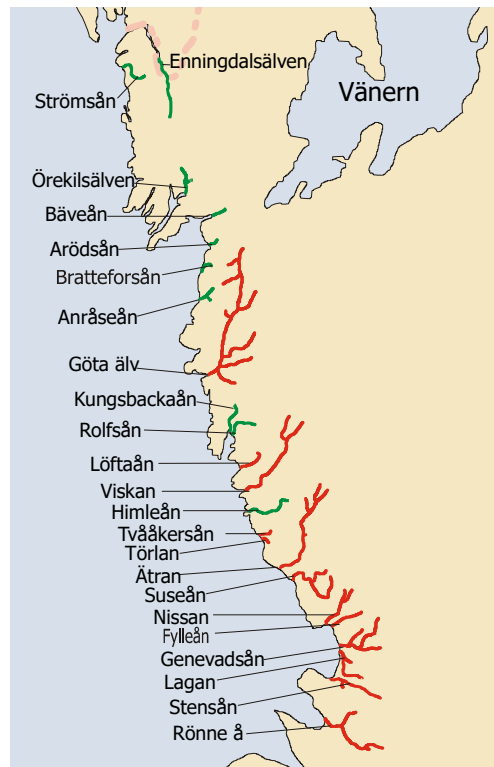 Enningdalsälven
Vänern
Strömsån
Örekilsälven
Bäveån
Arödsån
Bratteforsån
Anråseån
Göta älv
Kungsbackaån
Rolfsån
Löftaån
Viskan
Himleån
Tvååkersån
Törlan
Ätran
Suseån
Nissan
Fylleån
Genevadsån
Lagan
Stensån
Rönne å